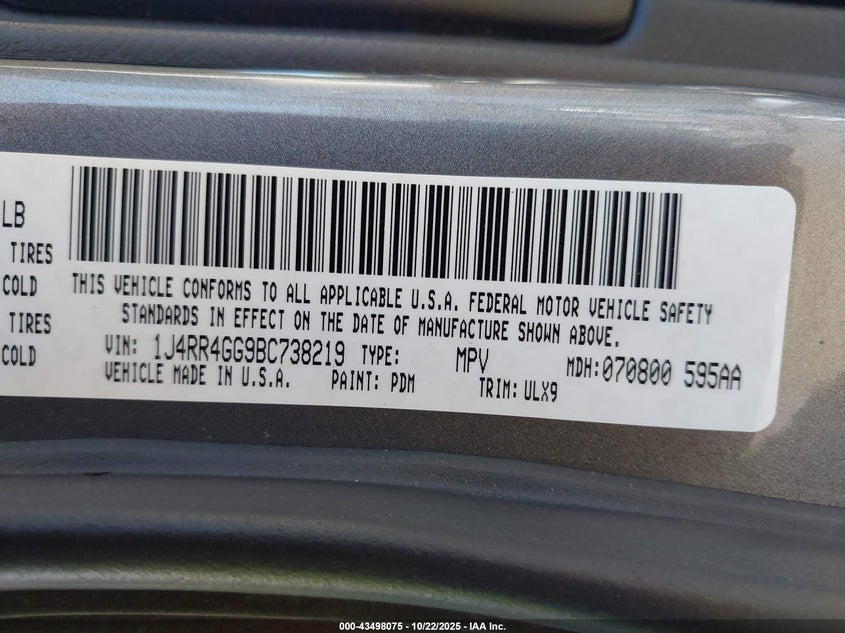 LB
TIRES
COLD
TIRES
COLD
THIS VEHICLE CONFORMS TO ALL APPLICABLE U.S.A. FEDERAL MOTOR VEHICLE SAFETY
STANDARDS IN EFFECT ON THE DATE OF MANUFACTURE SHOWN ABOVE.
VIN: 1J4RR4GG9BC738219 TYPE: MPV MDH:070800 595AA
VEHICLE MADE IN U.S.A. PAINT: PDM TRIM:ULX9
000-43498075 - 10/22/2025 - IAA Inc.